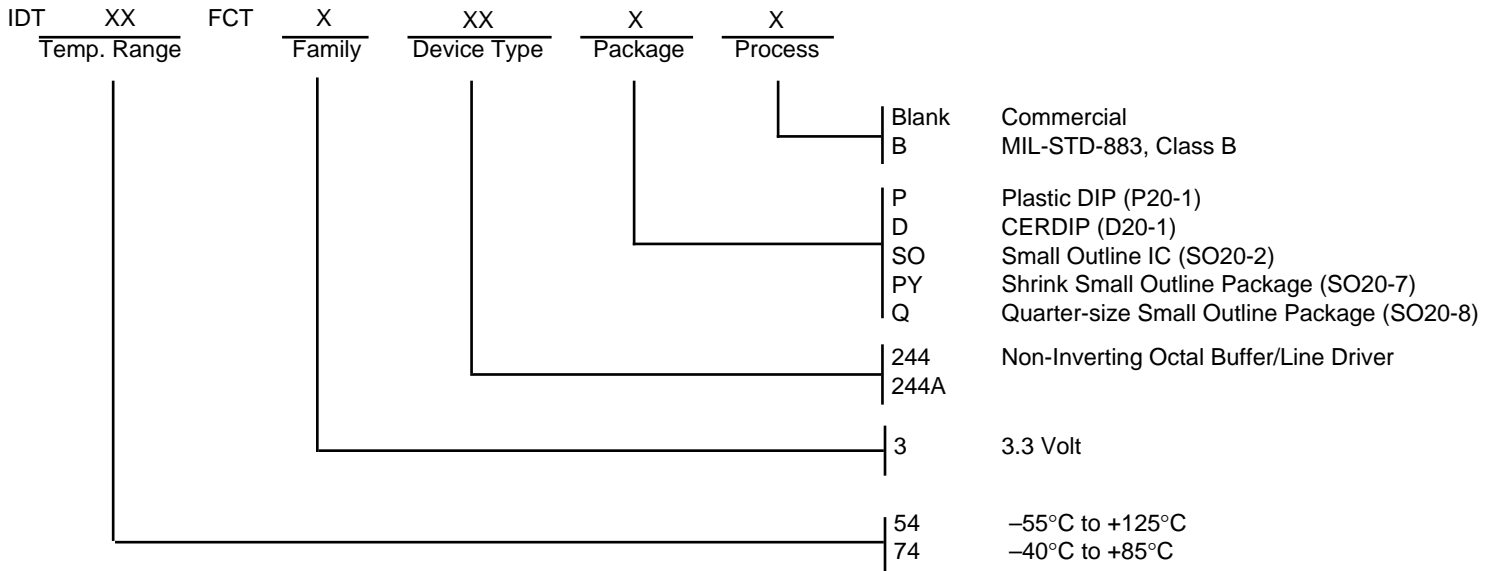 IDT XX FCT X XX X X
Temp. Range Family Device Type Package Process
Blank Commercial
B MIL-STD-883, Class B
P Plastic DIP (P20-1)
D CERDIP (D20-1)
SO Small Outline IC (SO20-2)
PY Shrink Small Outline Package (SO20-7)
Q Quarter-size Small Outline Package (SO20-8)
244 Non-Inverting Octal Buffer/Line Driver
244A
3 3.3 Volt
54 –55°C to +125°C
74 –40°C to +85°C